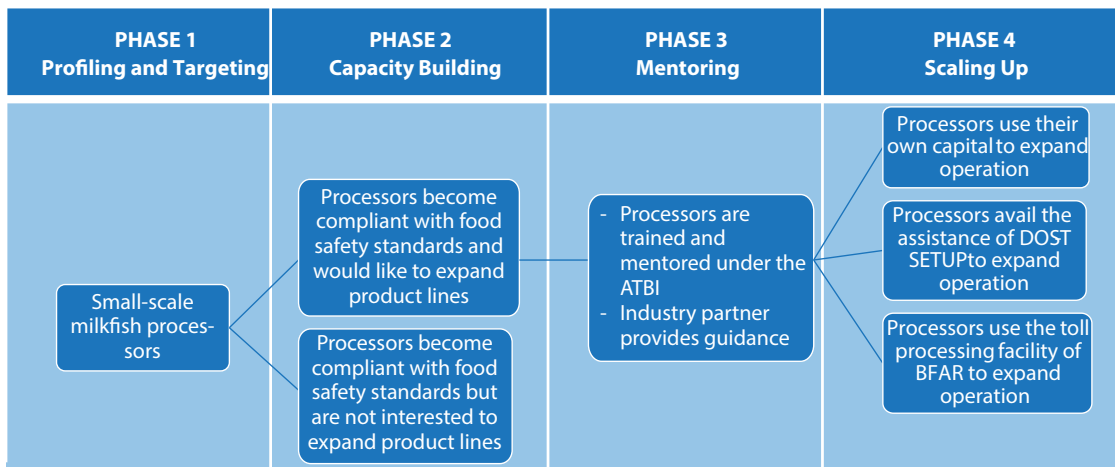 PHASE 1
Profiling and Targeting
PHASE 2
Capacity Building
PHASE 3
Mentoring
PHASE 4
Scaling Up
Small-scale
milkfish proces-
sors
Processors become
compliant with food
safety standards and
would like to expand
product lines
Processors become
compliant with food
safety standards but
are not interested to
expand product lines
- Processors are
trained and
mentored under the
ATBI
- Industry partner
provides guidance
Processors use their
own capital to expand
operation
Processors avail the
assistance of DOST-
SETUP to expand
operation
Processors use the toll
processing facility of
BFAR to expand
operation